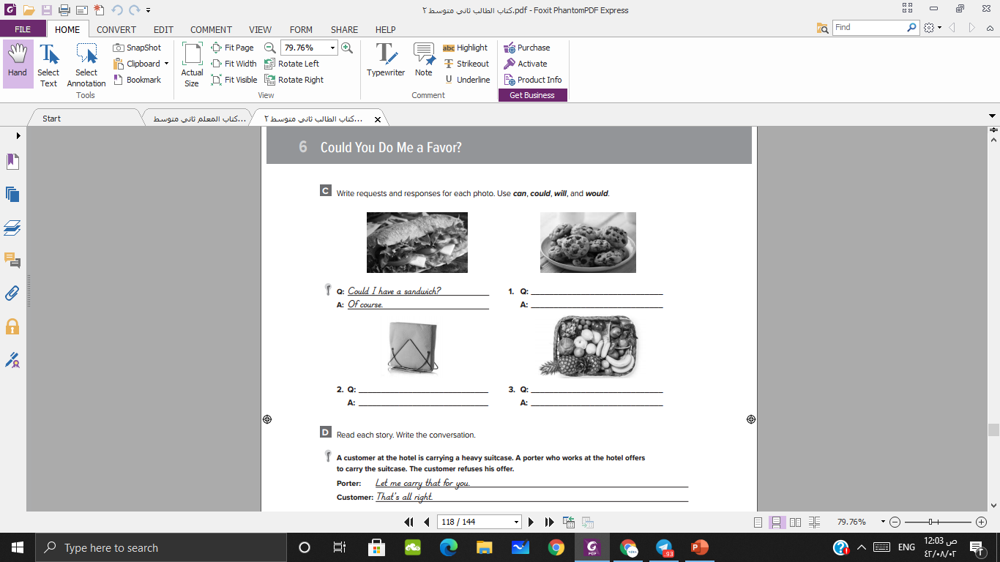 كتاب الطالب ثاني متوسط ٢.pdf - Foxit PhantomPDF Express
FILE HOME CONVERT EDIT COMMENT VIEW FORM SHARE HELP Find
Hand
Select Text
Select Annotation
SnapShot
Clipboard
Bookmark
Tools
Actual Size
Fit Page
Fit Width
Fit Visible
79.76%
Rotate Left
Rotate Right
View
Typewriter
Note
abc Highlight
T Strikeout
U Underline
Comment
Purchase
Activate
Product Info
Get Business
Start
كتاب المعلم ثاني متوسط...
كتاب الطالب ثاني متوسط ٢...
6 Could You Do Me a Favor?
C Write requests and responses for each photo. Use can, could, will, and would.
Q: Could I have a sandwich?
A: Of course.
1. Q:
A:
2. Q:
A:
3. Q:
A:
D Read each story. Write the conversation.
A customer at the hotel is carrying a heavy suitcase. A porter who works at the hotel offers
to carry the suitcase. The customer refuses his offer.
Porter: Let me carry that for you.
Customer: That's all right.
118 / 144
79.76%
Type here to search
PDF
93
ENG
12:03 ص
٤٢/٠٨/٠٢